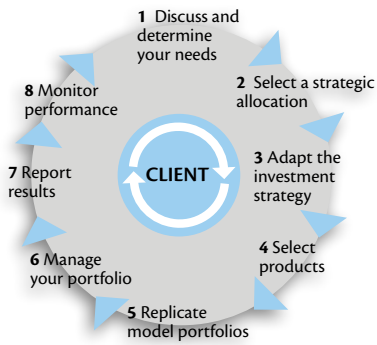 1 Discuss and
determine
your needs
2 Select a strategic
allocation
3 Adapt the
investment
strategy
4 Select
products
5 Replicate
model portfolios
6 Manage
your portfolio
7 Report
results
8 Monitor
performance
CLIENT